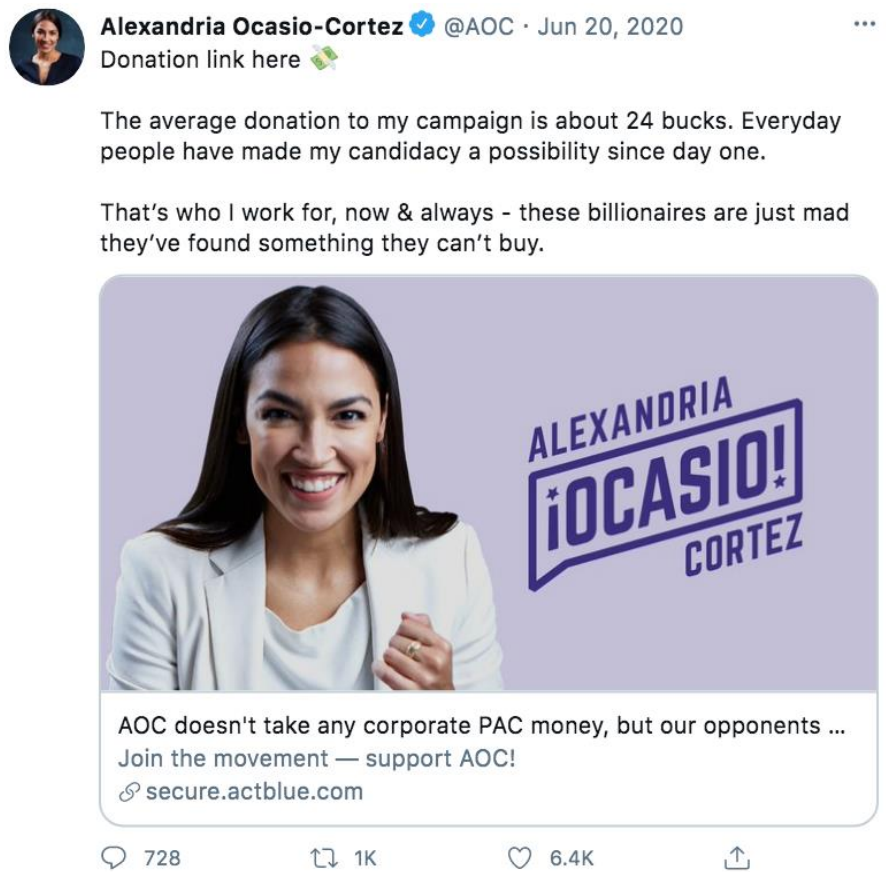 Alexandria Ocasio-Cortez @AOC · Jun 20, 2020
Donation link here 💸
The average donation to my campaign is about 24 bucks. Everyday
people have made my candidacy a possibility since day one.
That's who I work for, now & always - these billionaires are just mad
they've found something they can't buy.
ALEXANDRIA
¡OCASIO!
CORTEZ
AOC doesn't take any corporate PAC money, but our opponents ...
Join the movement — support AOC!
secure.actblue.com
728 1K 6.4K